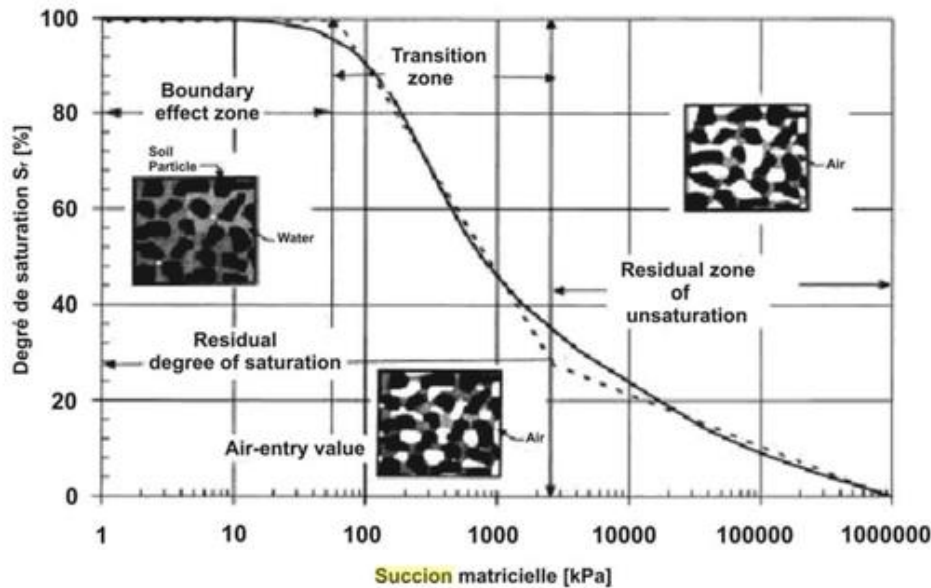 Degré de saturation Sr [%]
100
80
60
40
20
0
Boundary
effect zone
Transition
zone
Soil
Particle
Water
Air
Residual zone
of
unsaturation
Residual
degree of saturation
Air-entry value
Air
1
10
100
1000
10000
100000
1000000
Succion matricielle [kPa]